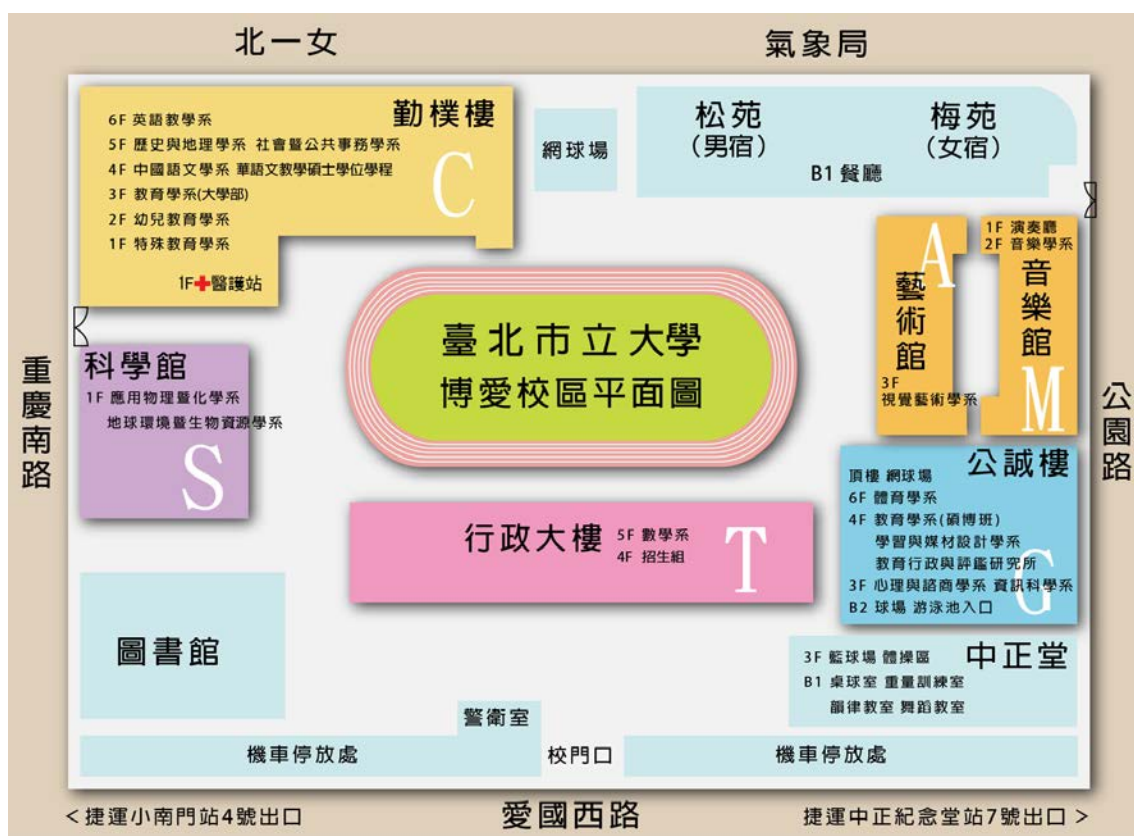 北一女
氣象局
勤樸樓
6F 英語教學系
5F 歷史與地理學系 社會暨公共事務學系
4F 中國語文學系 華語文教學碩士學位學程
3F 教育學系(大學部)
2F 幼兒教育學系
1F 特殊教育學系
1F 醫護站
C
網球場
松苑
(男宿)
梅苑
(女宿)
B1 餐廳
A
藝術館
3F
視覺藝術學系
1F 演奏廳
2F 音樂學系
音樂館
M
臺北市立大學
博愛校區平面圖
重慶南路
公園路
科學館
1F 應用物理暨化學系
地球環境暨生物資源學系
S
公誠樓
頂樓 網球場
6F 體育學系
4F 教育學系(碩博班)
學習與媒材設計學系
教育行政與評鑑研究所
3F 心理與諮商學系 資訊科學系
B2 球場 游泳池入口
G
行政大樓
5F 數學系
4F 招生組
T
圖書館
中正堂
3F 籃球場 體操區
B1 桌球室 重量訓練室
韻律教室 舞蹈教室
警衛室
機車停放處
校門口
機車停放處
< 捷運小南門站4號出口
愛國西路
捷運中正紀念堂站7號出口 >